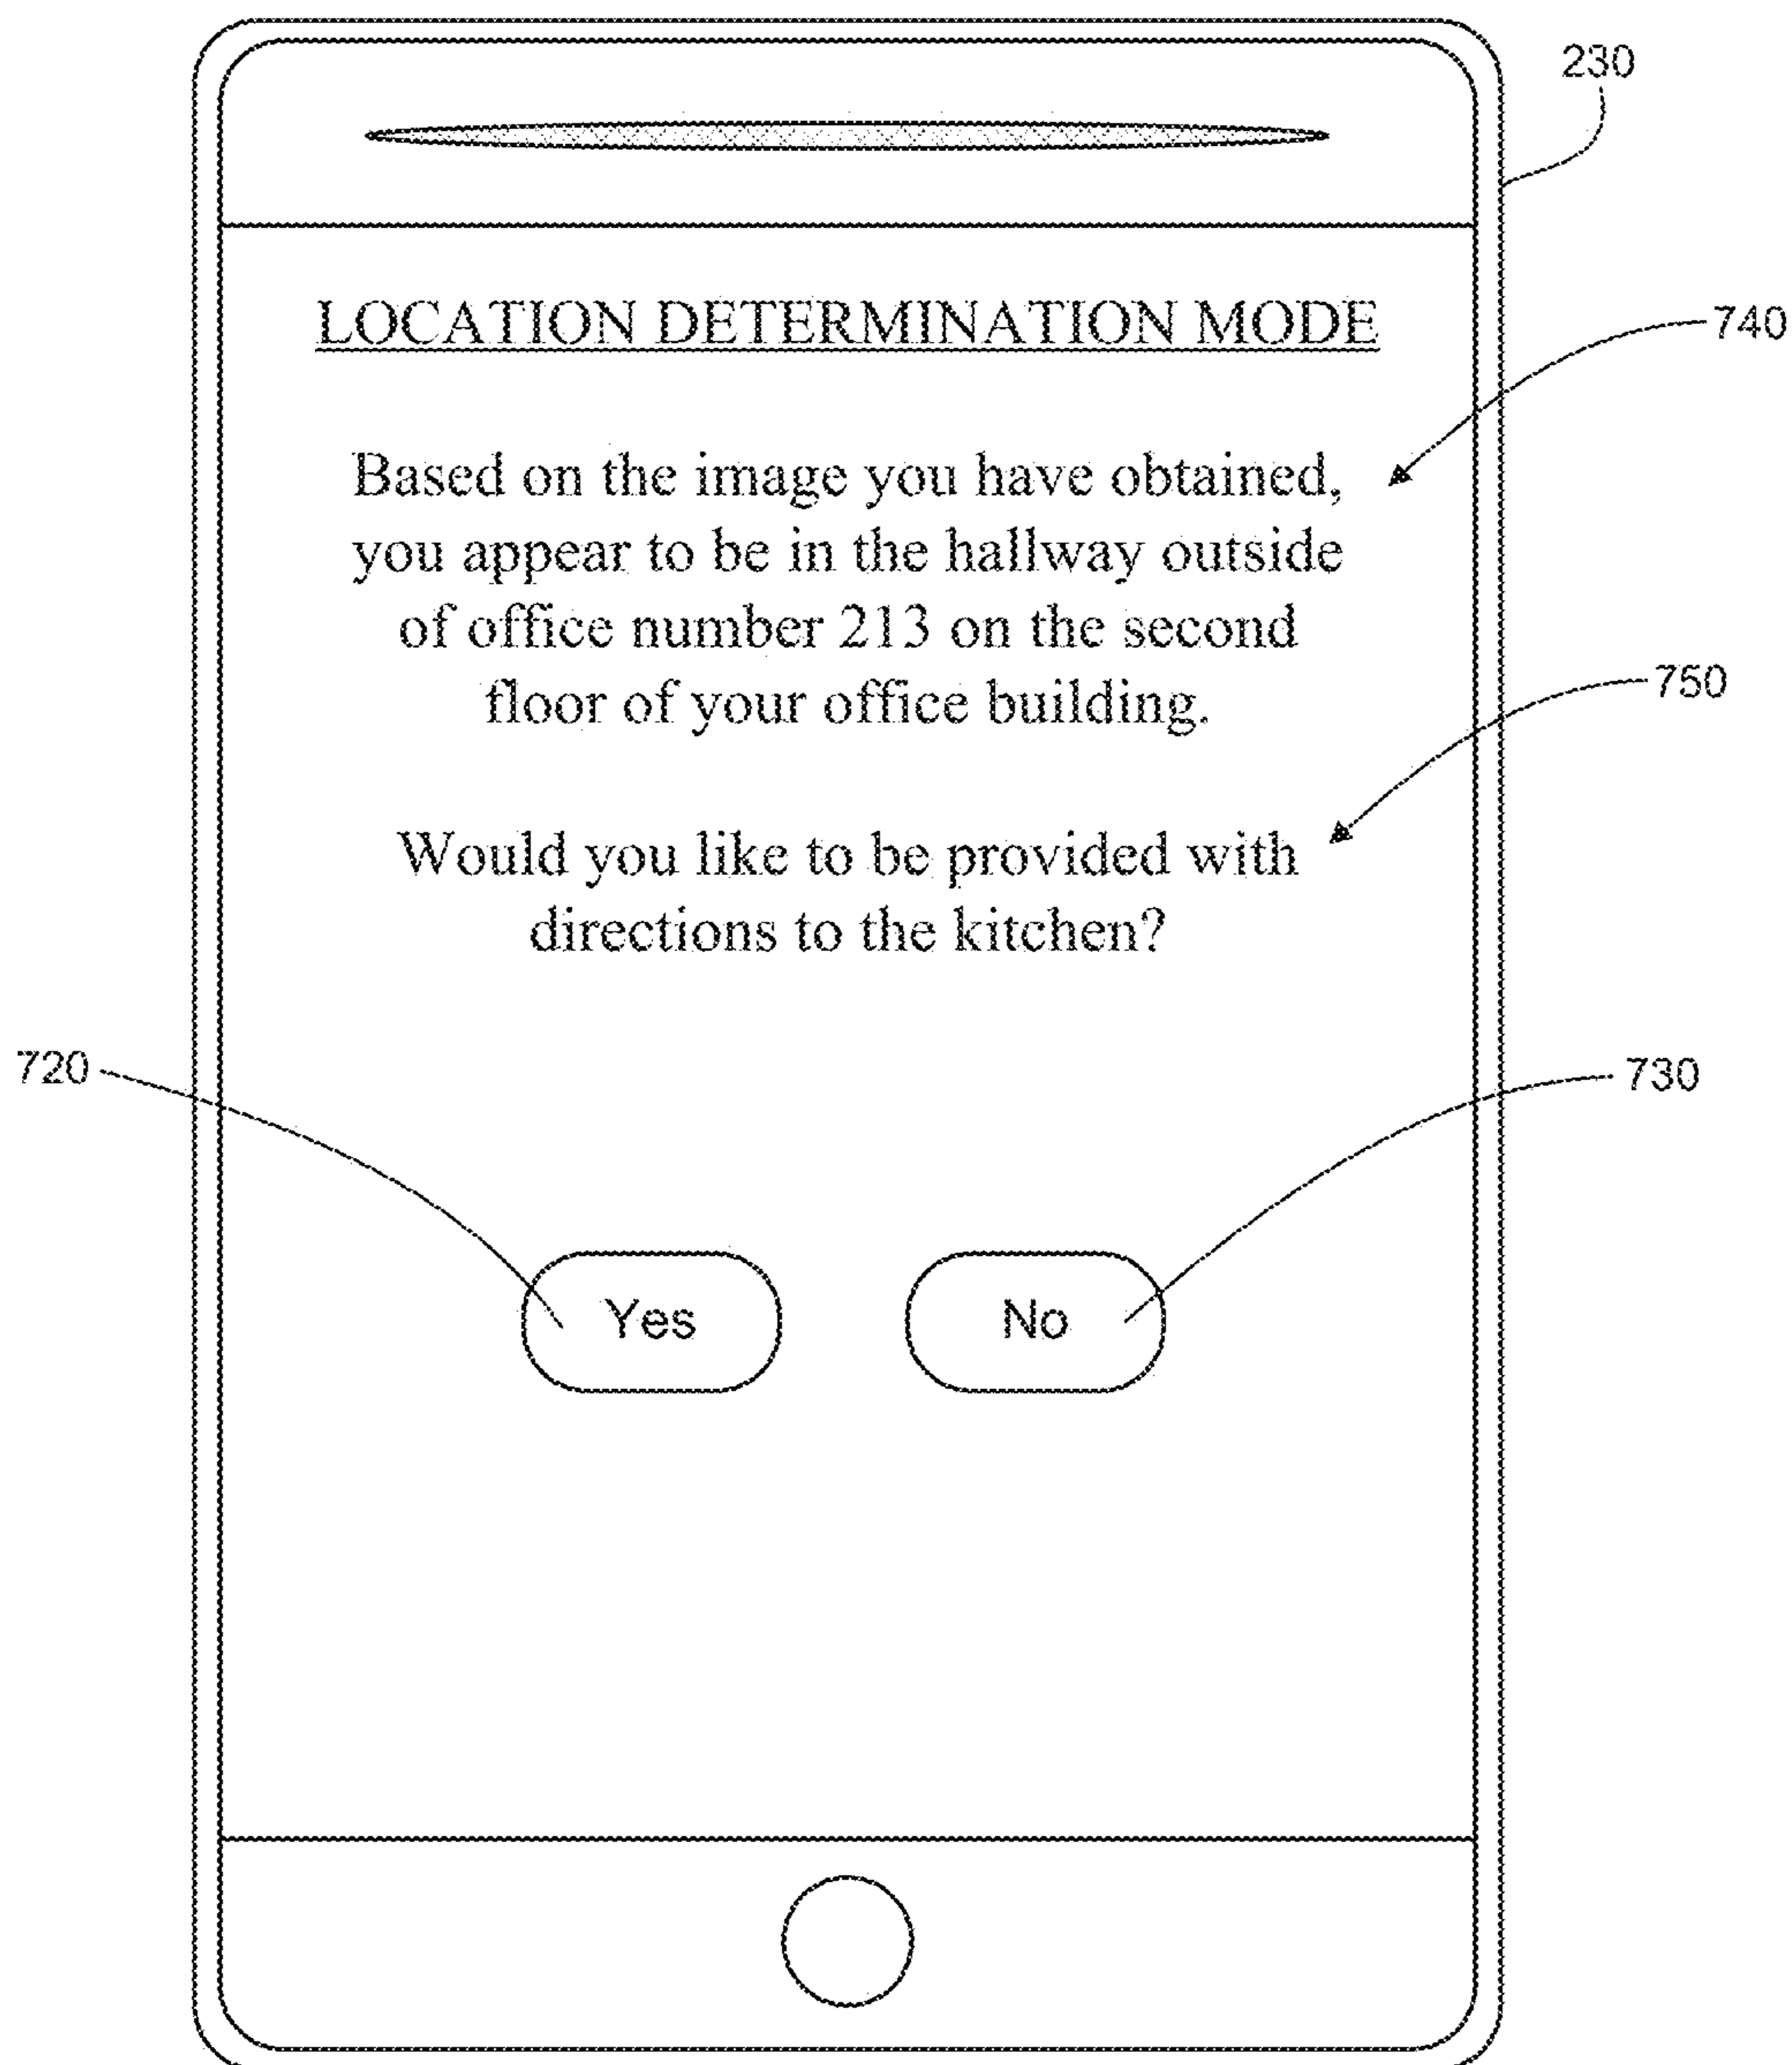 230
LOCATION DETERMINATION MODE
740
Based on the image you have obtained,
you appear to be in the hallway outside
of office number 213 on the second
floor of your office building.
750
Would you like to be provided with
directions to the kitchen?
720
730
Yes
No